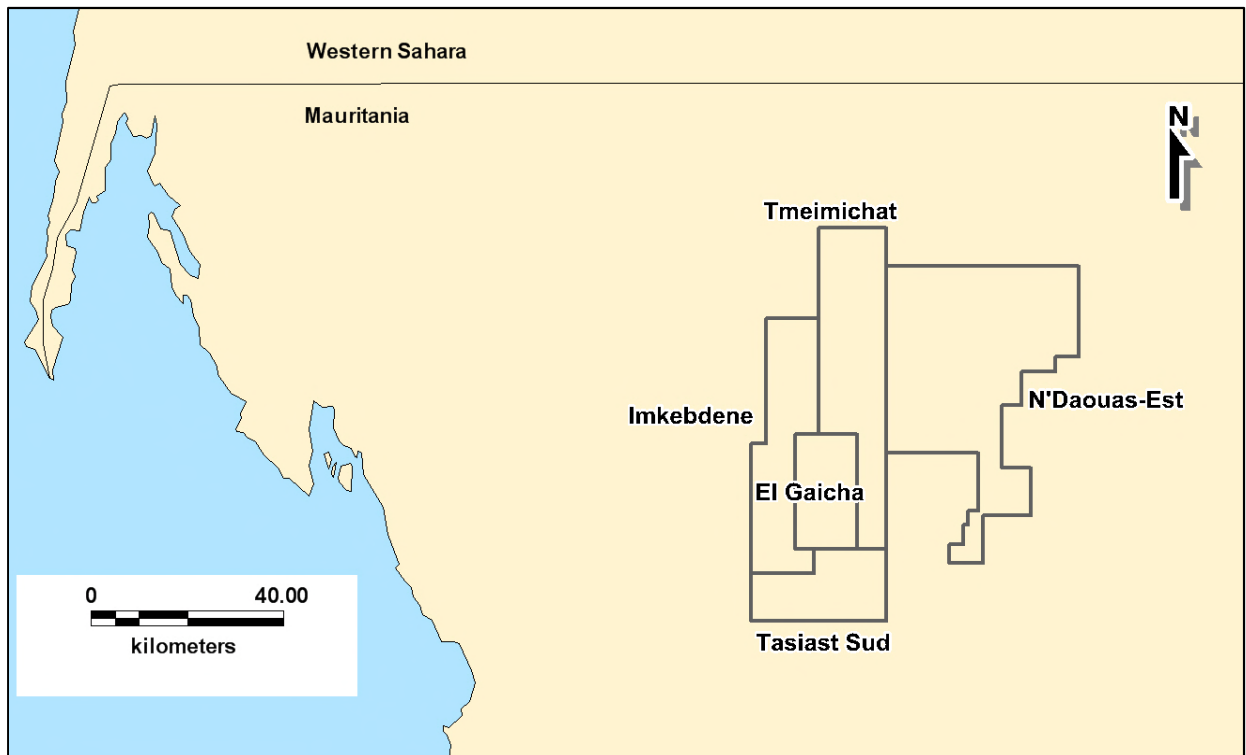 Western Sahara
Mauritania
N
Tmeimichat
N'Daouas-Est
Imkebdene
El Gaicha
0 40.00
kilometers
Tasiast Sud